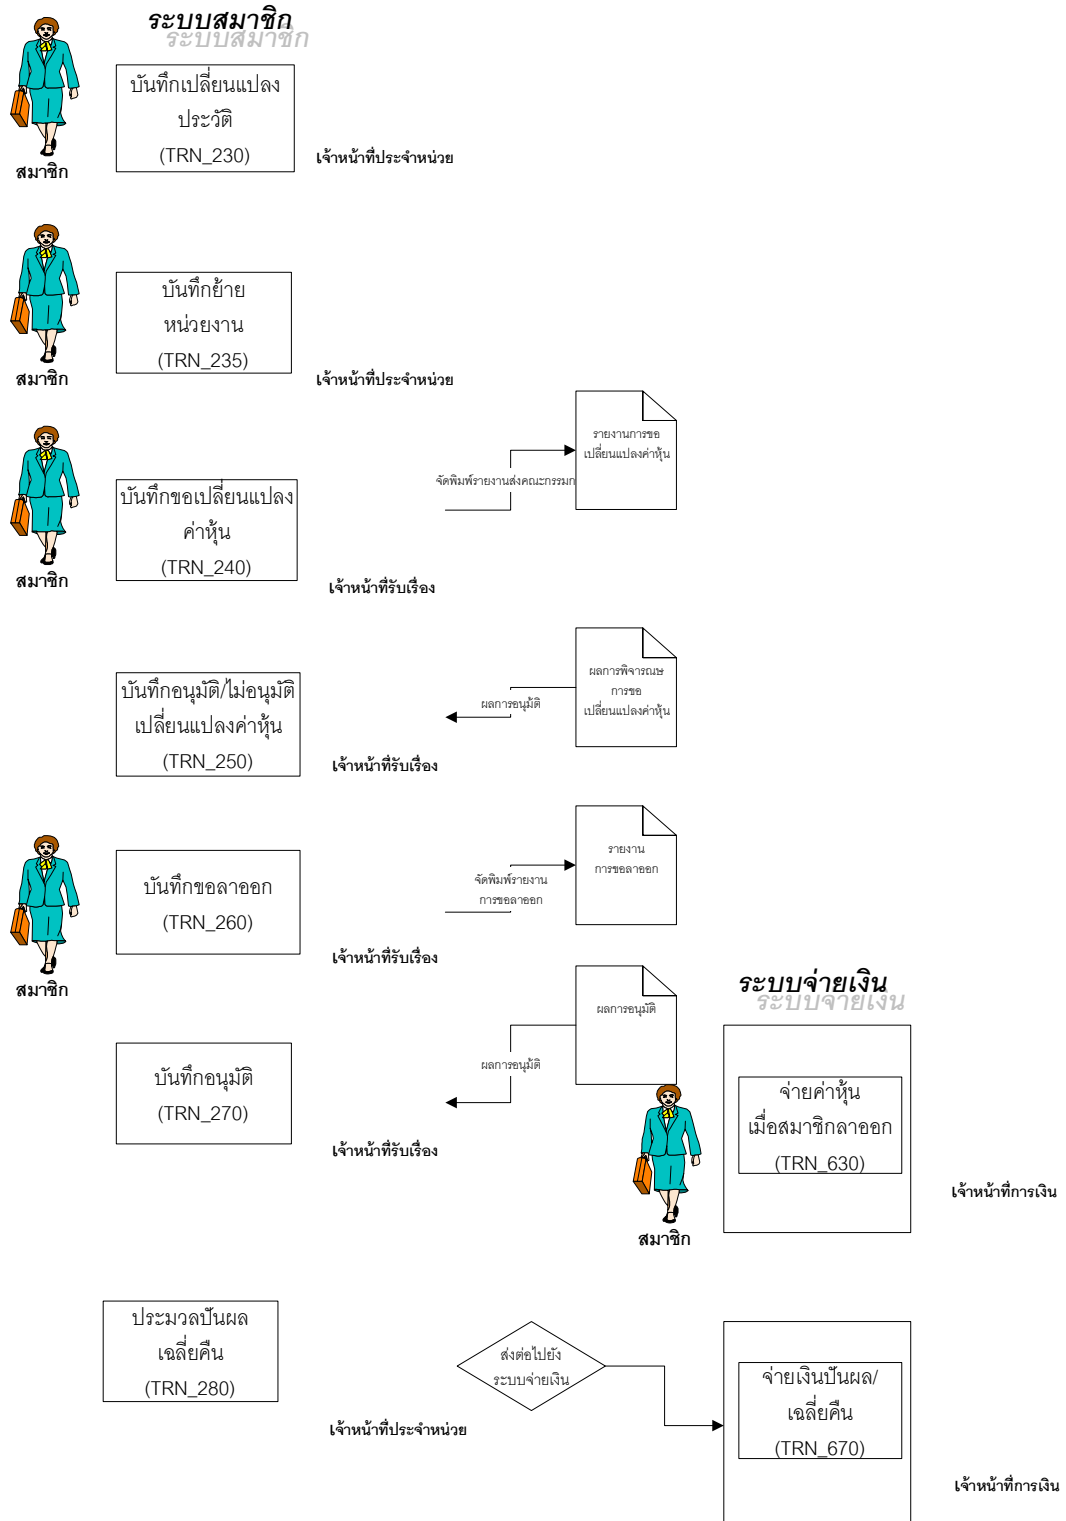 ระบบสมาชิก
บันทึกเปลี่ยนแปลง
ประวัติ
(TRN_230)
เจ้าหน้าที่ประจำหน่วย
สมาชิก
บันทึกย้าย
หน่วยงาน
(TRN_235)
เจ้าหน้าที่ประจำหน่วย
สมาชิก
รายงานการขอ
เปลี่ยนแปลงค่าหุ้น
จัดพิมพ์รายงานส่งคณะกรรมก
บันทึกขอเปลี่ยนแปลง
ค่าหุ้น
(TRN_240)
เจ้าหน้าที่รับเรื่อง
สมาชิก
ผลการพิจารณษ
การขอ
เปลี่ยนแปลงค่าหุ้น
ผลการอนุมัติ
บันทึกอนุมัติ/ไม่อนุมัติ
เปลี่ยนแปลงค่าหุ้น
(TRN_250)
เจ้าหน้าที่รับเรื่อง
รายงาน
การขอลาออก
จัดพิมพ์รายงาน
การขอลาออก
บันทึกขอลาออก
(TRN_260)
เจ้าหน้าที่รับเรื่อง
สมาชิก
ระบบจ่ายเงิน
ผลการอนุมัติ
ผลการอนุมัติ
บันทึกอนุมัติ
(TRN_270)
เจ้าหน้าที่รับเรื่อง
จ่ายค่าหุ้น
เมื่อสมาชิกลาออก
(TRN_630)
เจ้าหน้าที่การเงิน
สมาชิก
ประมวลปันผล
เฉลี่ยคืน
(TRN_280)
เจ้าหน้าที่ประจำหน่วย
ส่งต่อไปยัง
ระบบจ่ายเงิน
จ่ายเงินปันผล/
เฉลี่ยคืน
(TRN_670)
เจ้าหน้าที่การเงิน